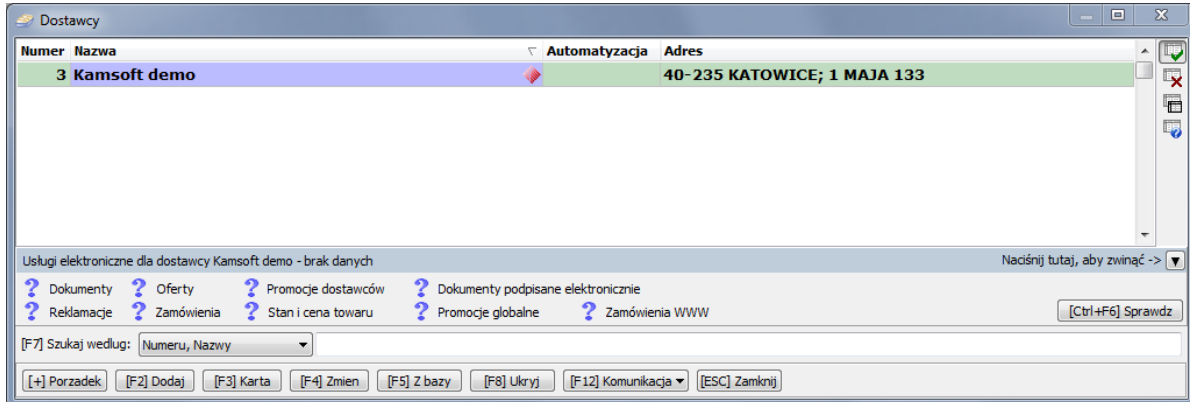 Dostawcy
Numer Nazwa Automatyzacja Adres
3 Kamsoft demo 40-235 KATOWICE; 1 MAJA 133
Usługi elektroniczne dla dostawcy Kamsoft demo - brak danych Naciśnij tutaj, aby zwinąć ->
? Dokumenty ? Oferty ? Promocje dostawców ? Dokumenty podpisane elektronicznie
? Reklamacje ? Zamówienia ? Stan i cena towaru ? Promocje globalne ? Zamówienia WWW [Ctrl+F6] Sprawdz
[F7] Szukaj według: Numeru, Nazwy
[+] Porzadek [F2] Dodaj [F3] Karta [F4] Zmien [F5] Z bazy [F8] Ukryj [F12] Komunikacja [ESC] Zamknij